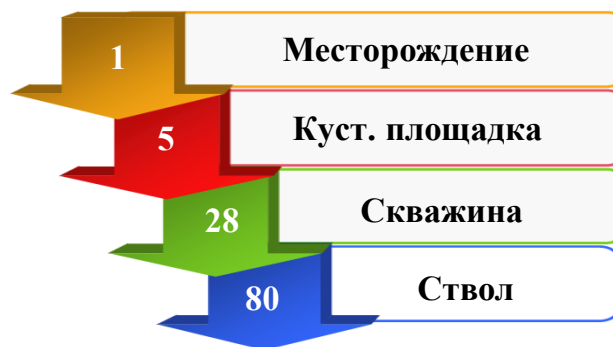 1 Месторождение
5 Куст. площадка
28 Скважина
80 Ствол